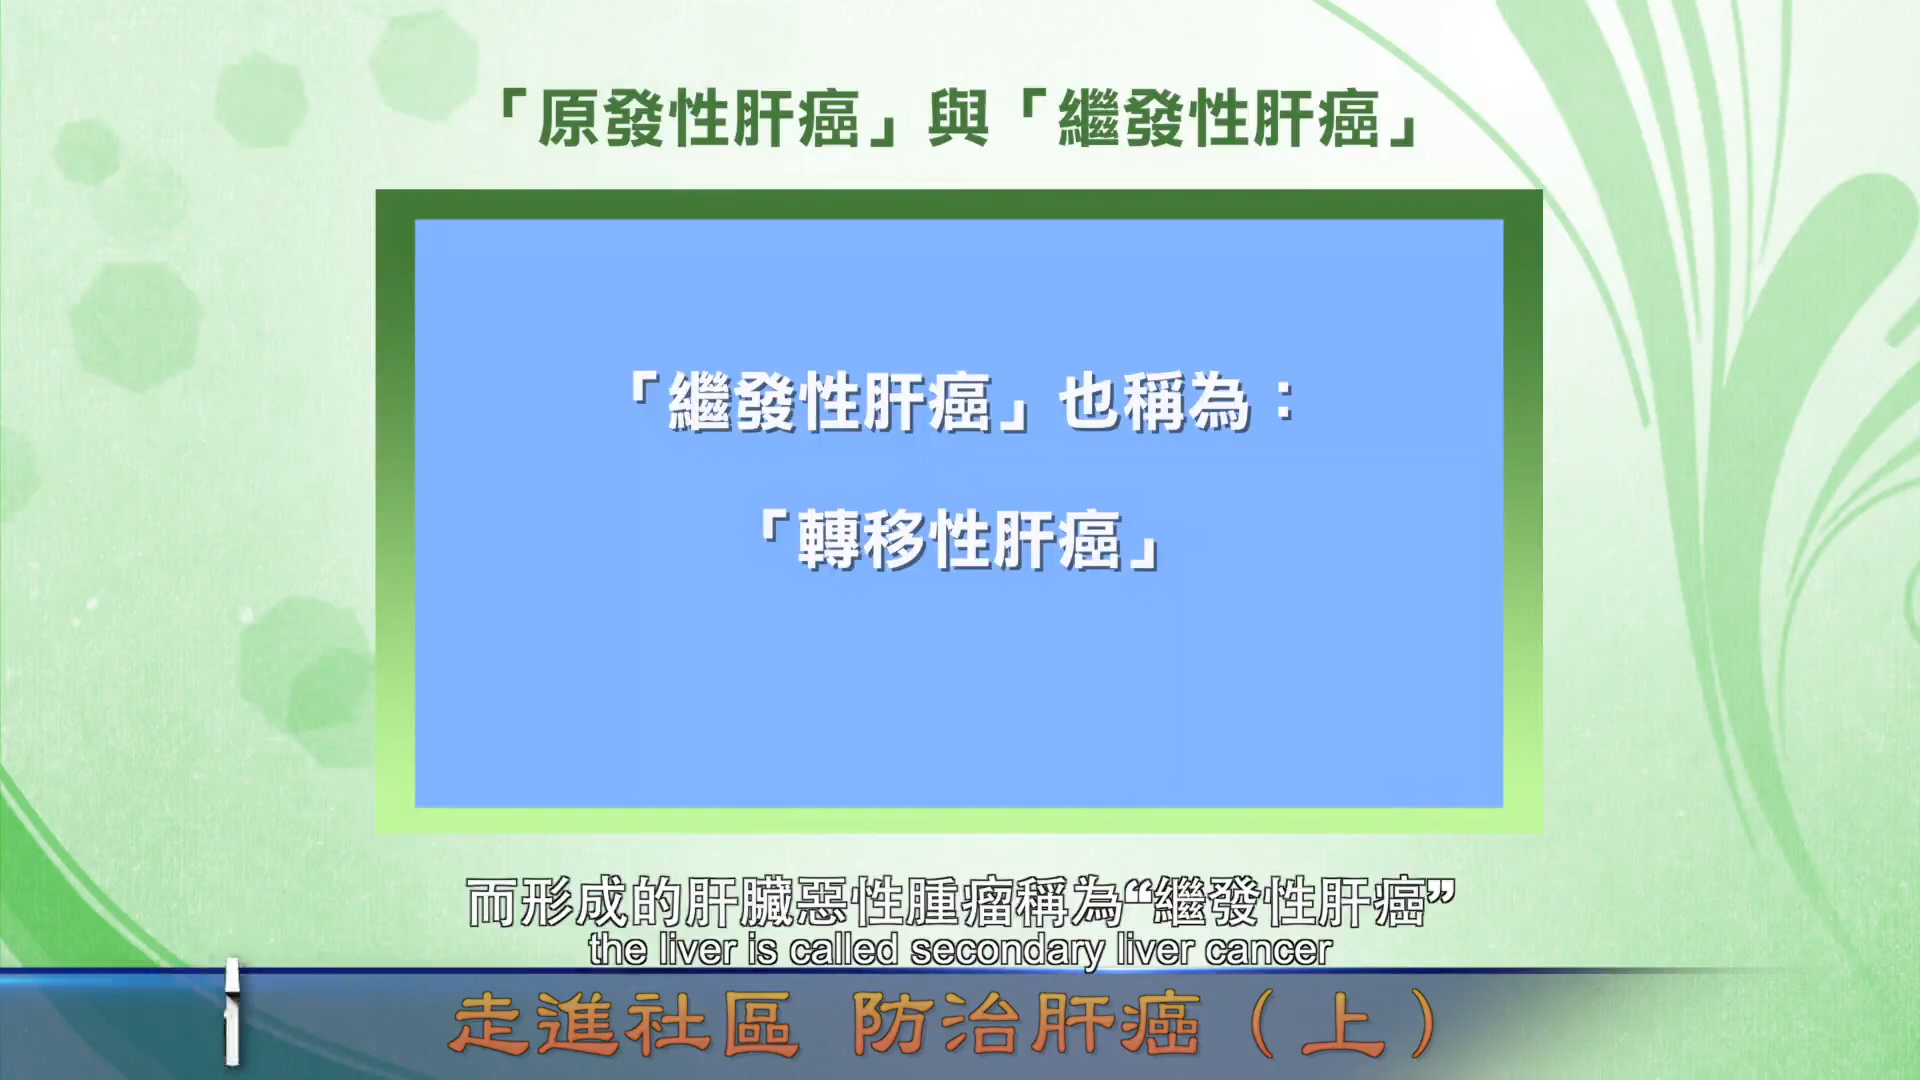 「原發性肝癌」與「繼發性肝癌」
「繼發性肝癌」也稱為：
「轉移性肝癌」
而形成的肝臟惡性腫瘤稱為“繼發性肝癌”
the liver is called secondary liver cancer
走進社區 防治肝癌（上）